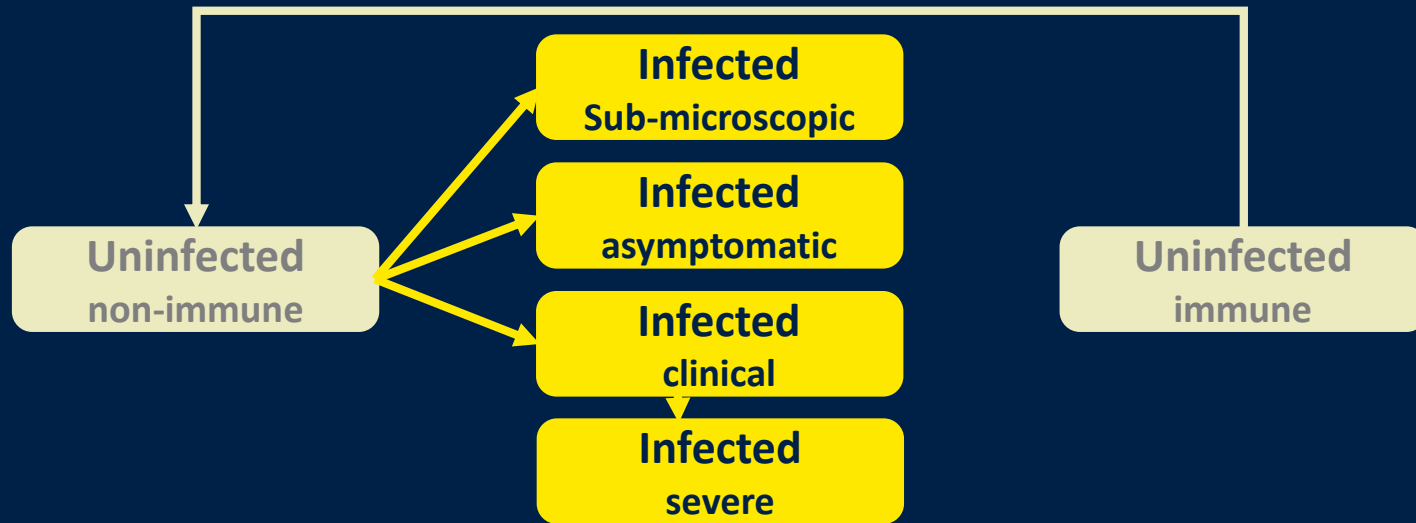 Infected
Sub-microscopic
Infected
asymptomatic
Uninfected
non-immune
Uninfected
immune
Infected
clinical
Infected
severe